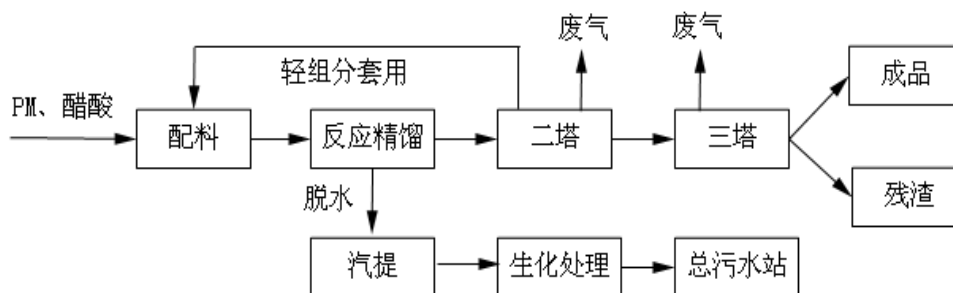 废气
废气
轻组分套用
成品
PM、醋酸
配料
反应精馏
二塔
三塔
脱水
残渣
汽提
生化处理
总污水站